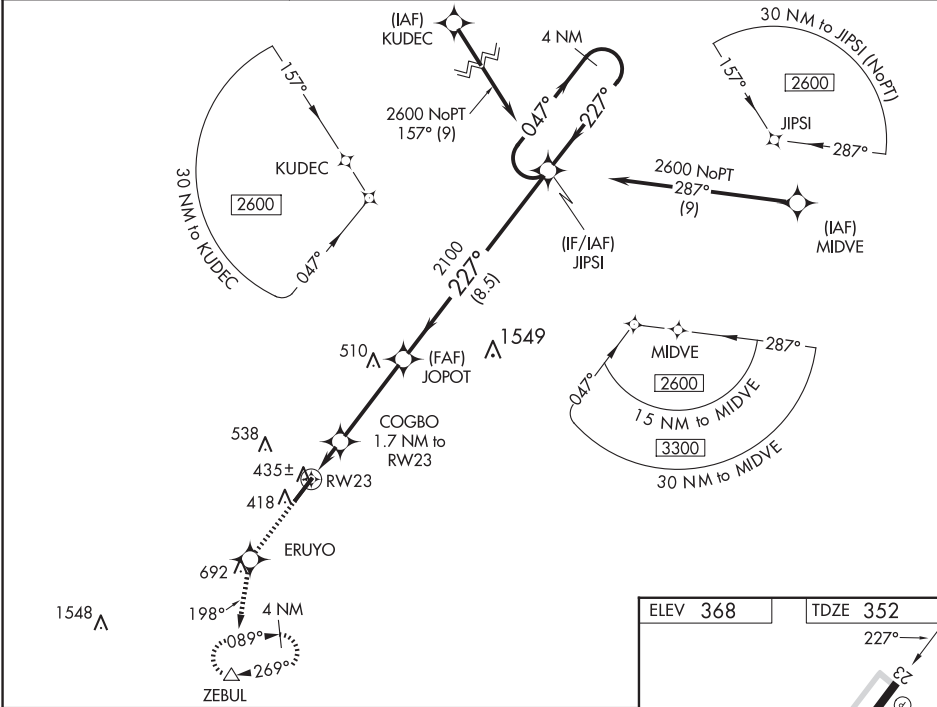 (IAF)
KUDEC
4 NM
30 NM to JIPSI (NoPT)
157°
2600
157°
2600 NoPT
157° (9)
047°
227°
JIPSI
287°
KUDEC
2600
30 NM to KUDEC
047°
2600 NoPT
287°
(9)
(IAF)
MIDVE
(IF/IAF)
JIPSI
2100
227°
(8.5)
1549
510
(FAF)
JOPOT
MIDVE
287°
047°
2600
15 NM to MIDVE
3300
30 NM to MIDVE
COGBO
1.7 NM to
RW23
538
435±
RW23
418
ERUYO
692
1548
198°
4 NM
089°
269°
ZEBUL
ELEV 368
TDZE 352
227°
23